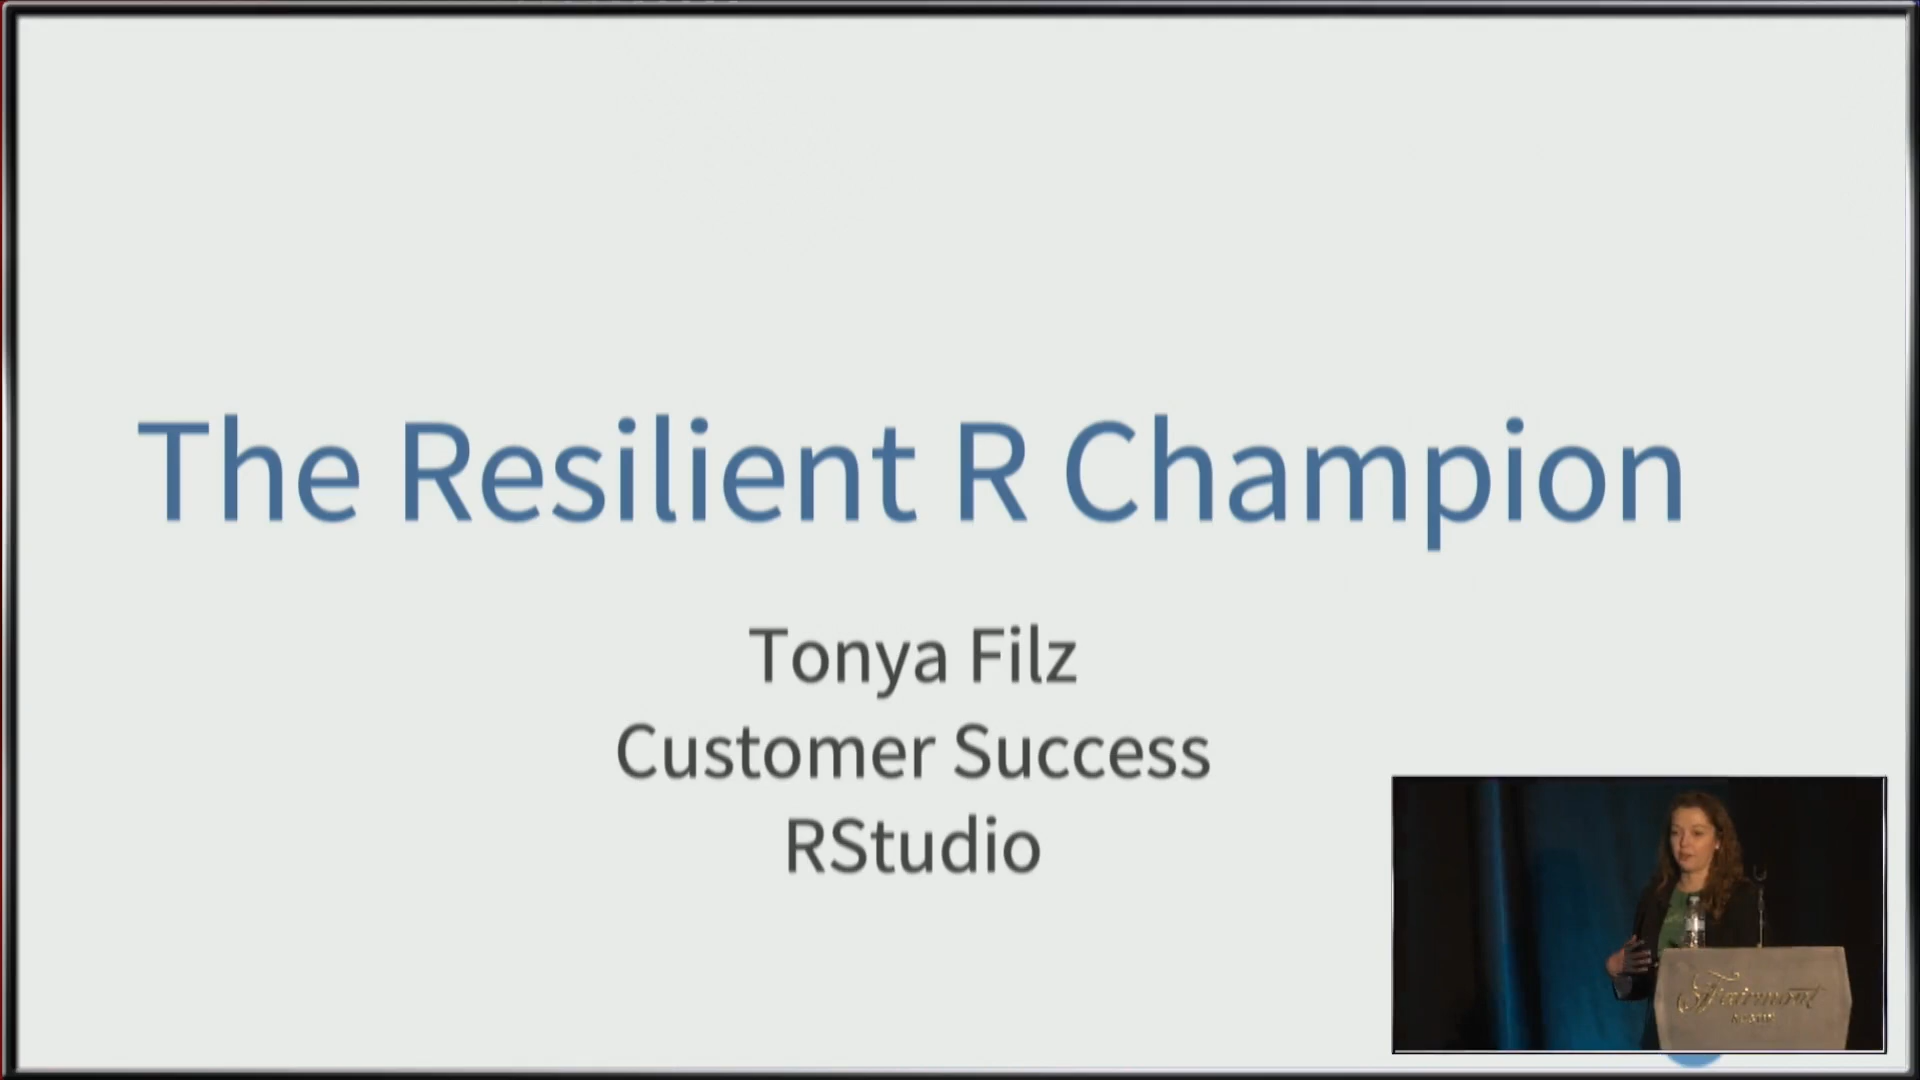 The Resilient R Champion
Tonya Filz
Customer Success
RStudio
Fairmont